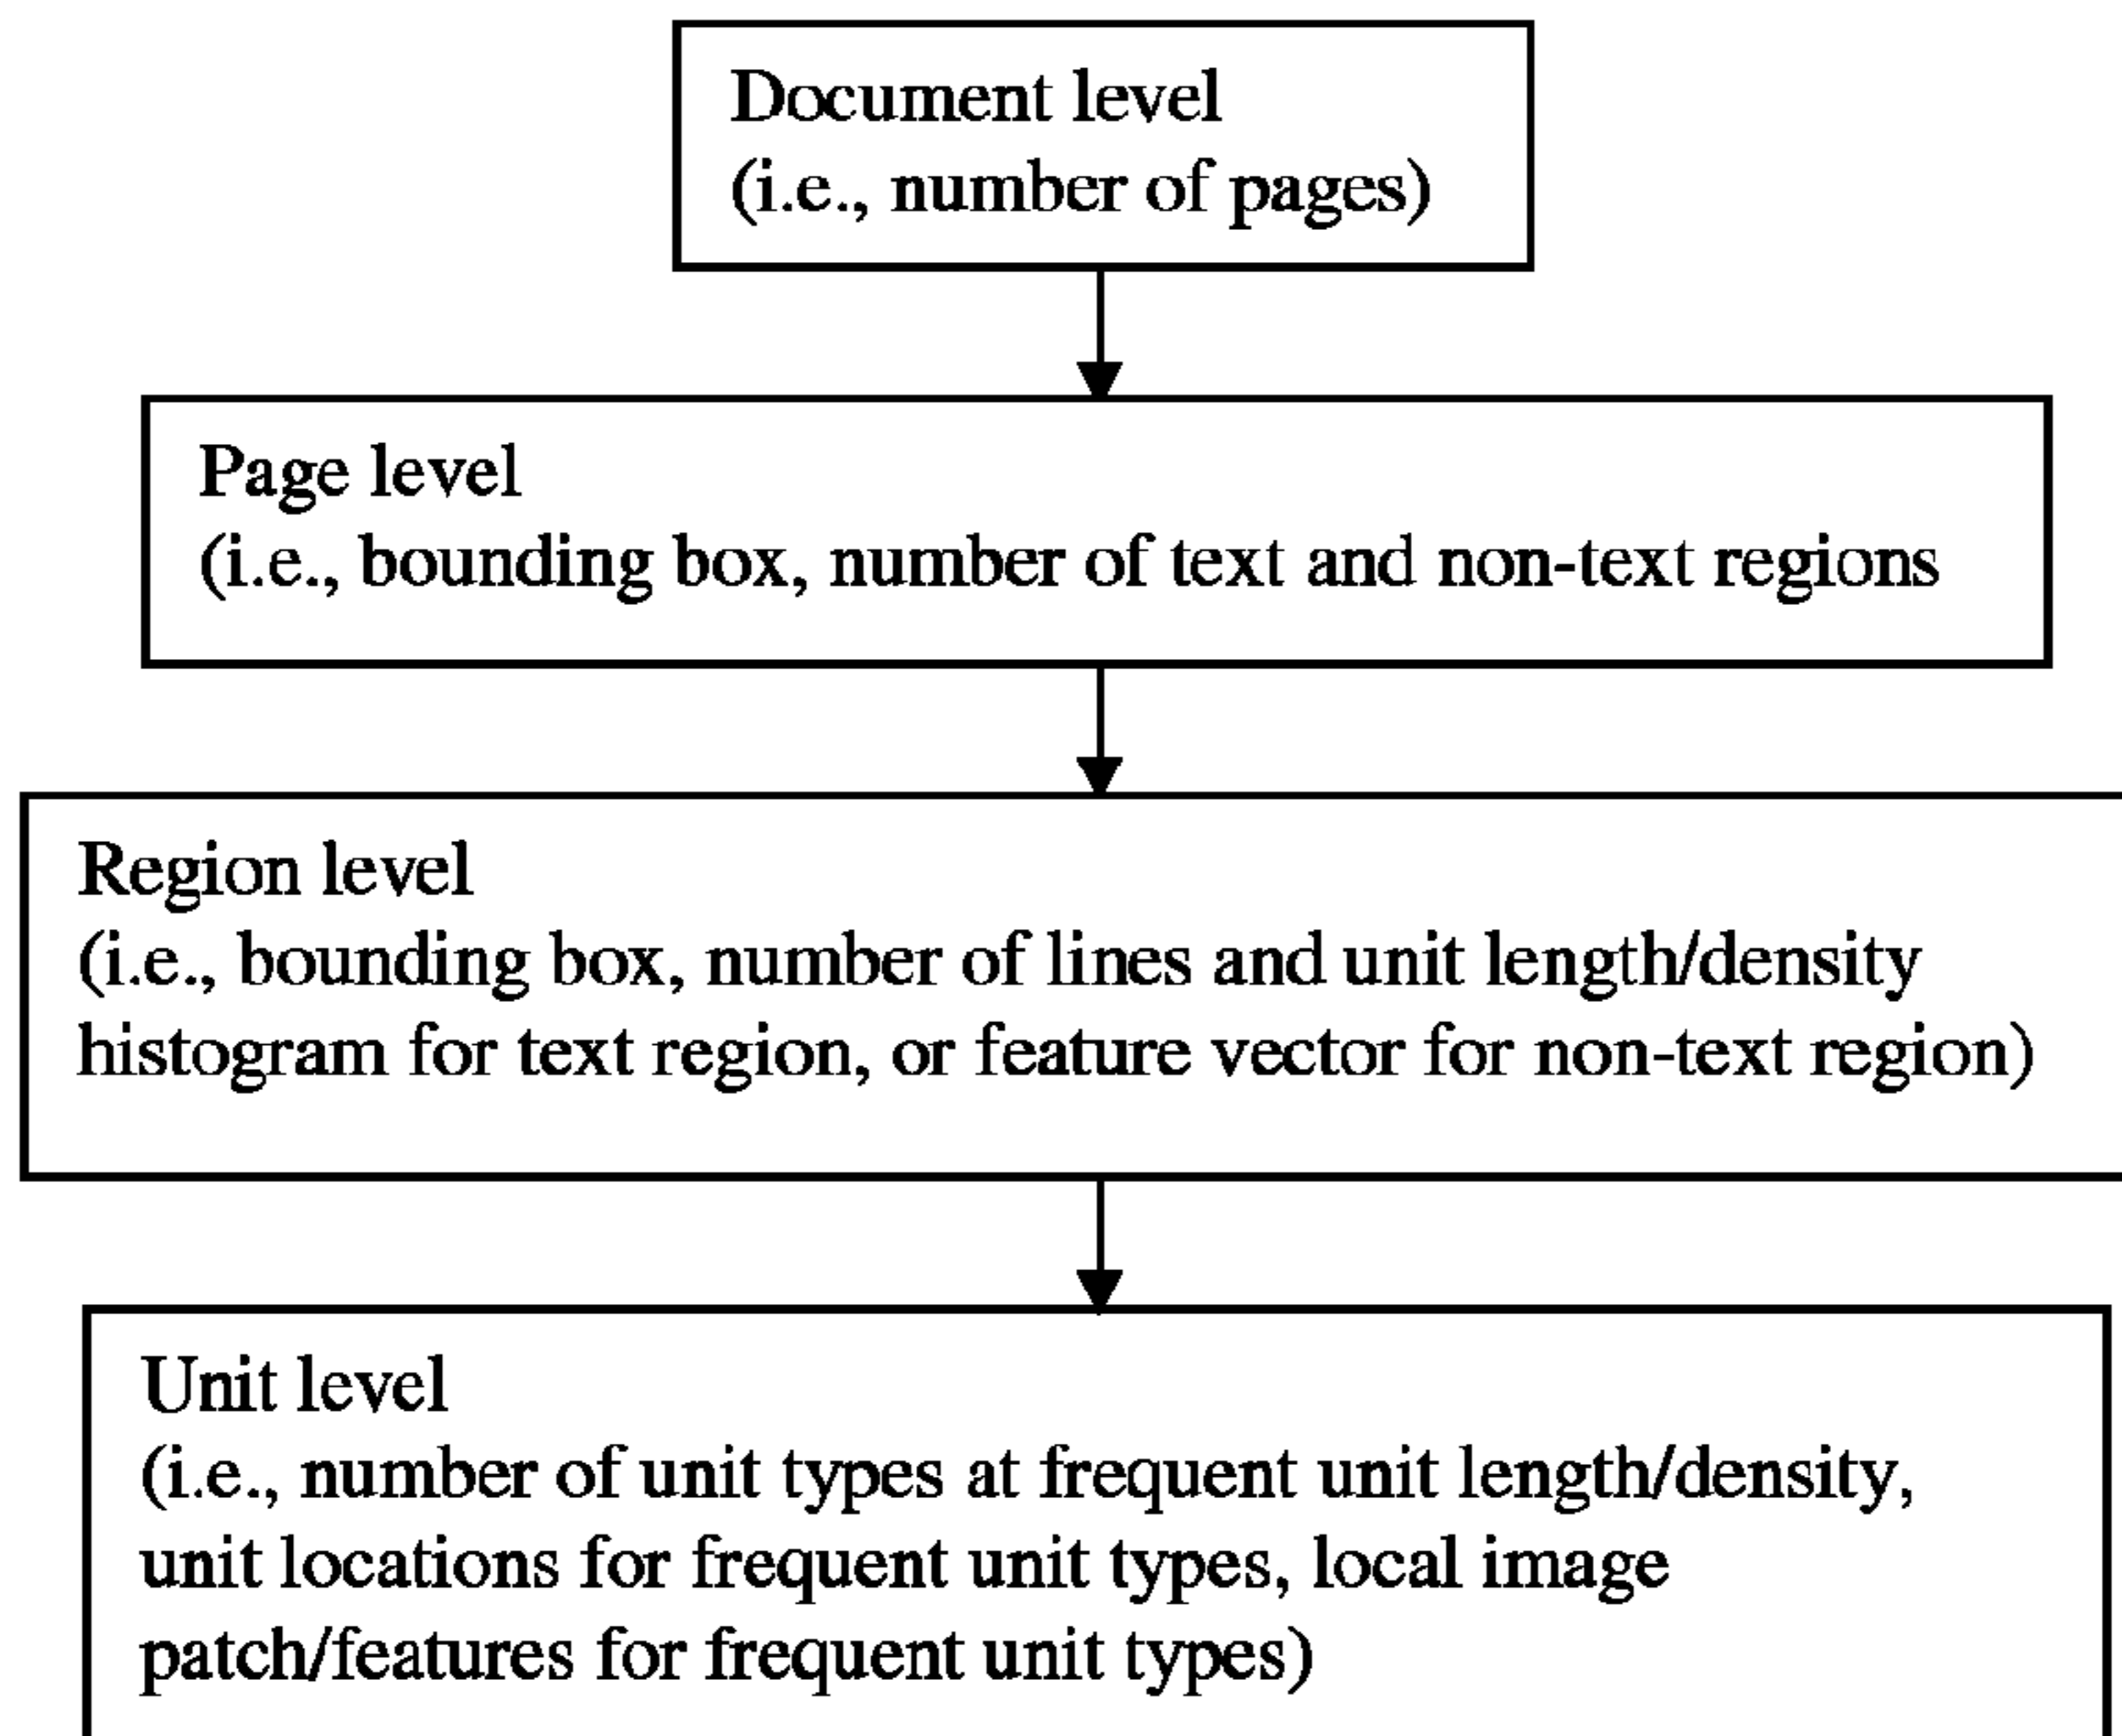 Document level
(i.e., number of pages)
Page level
(i.e., bounding box, number of text and non-text regions
Region level
(i.e., bounding box, number of lines and unit length/density
histogram for text region, or feature vector for non-text region)
Unit level
(i.e., number of unit types at frequent unit length/density,
unit locations for frequent unit types, local image
patch/features for frequent unit types)